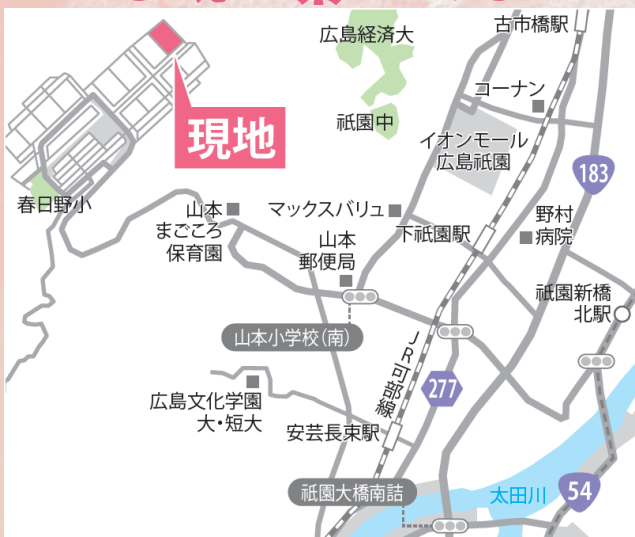 古市橋駅
広島経済大
コーナン
祇園中
イオンモール
広島祇園
現地
183
春日野小
山本
まごころ
保育園
マックスバリュ
山本
郵便局
下祇園駅
野村
病院
祇園新橋
北駅
山本小学校(南)
JR可部線
277
広島文化学園
大・短大
安芸長束駅
祇園大橋南詰
太田川
54